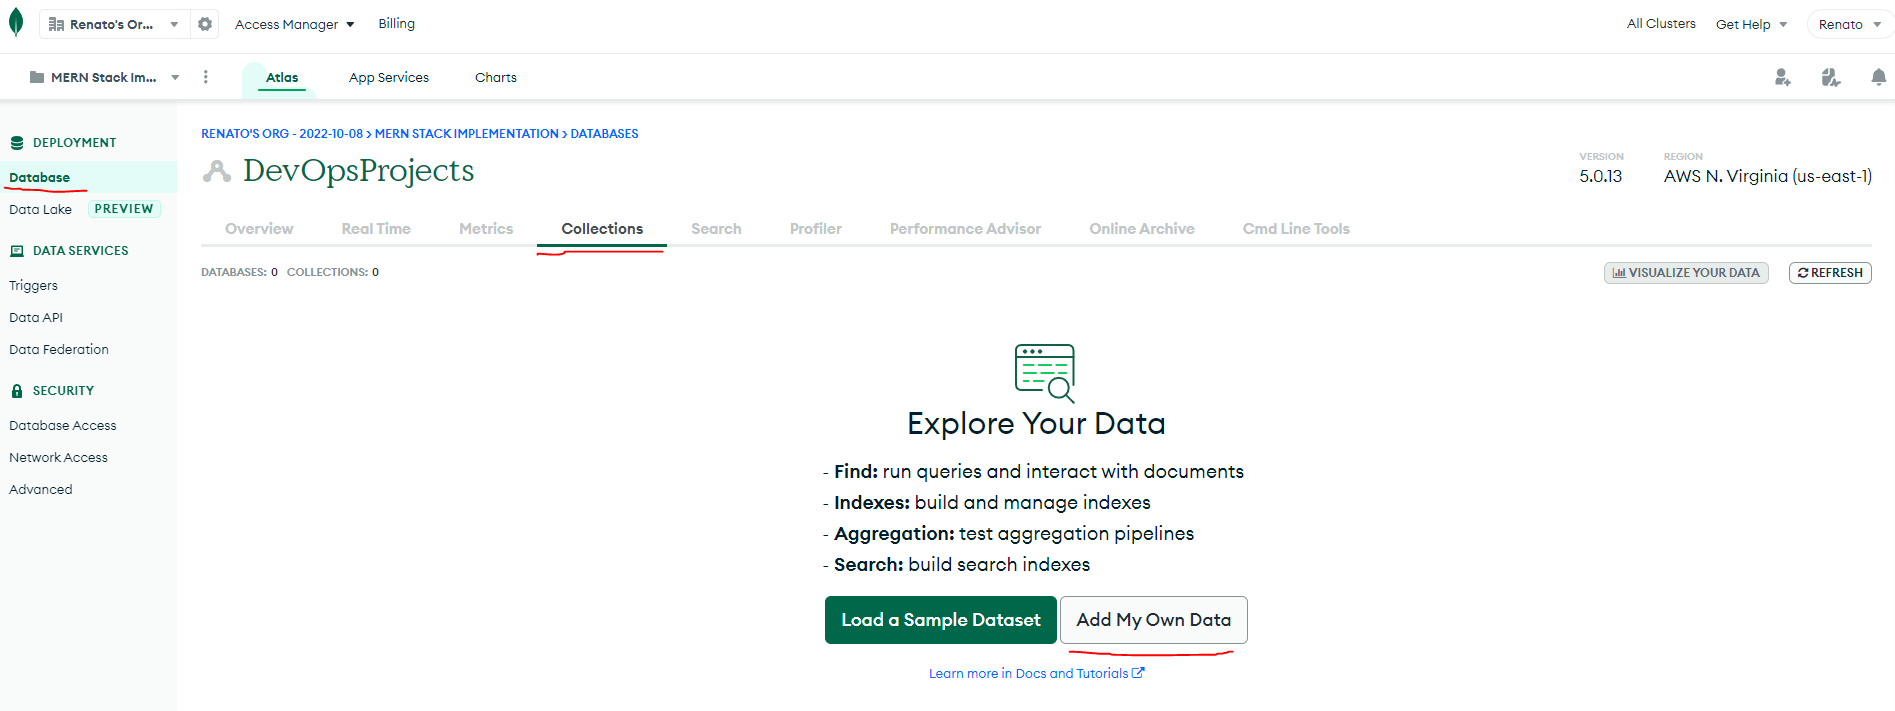 Renato's Or...
Access Manager
Billing
All Clusters
Get Help
Renato
MERN Stack Im...
Atlas
App Services
Charts
DEPLOYMENT
Database
Data Lake PREVIEW
DATA SERVICES
Triggers
Data API
Data Federation
SECURITY
Database Access
Network Access
Advanced
RENATO'S ORG - 2022-10-08 > MERN STACK IMPLEMENTATION > DATABASES
DevOpsProjects
VERSION
5.0.13
REGION
AWS N. Virginia (us-east-1)
Overview
Real Time
Metrics
Collections
Search
Profiler
Performance Advisor
Online Archive
Cmd Line Tools
DATABASES: 0 COLLECTIONS: 0
VISUALIZE YOUR DATA
REFRESH
Explore Your Data
- Find: run queries and interact with documents
- Indexes: build and manage indexes
- Aggregation: test aggregation pipelines
- Search: build search indexes
Load a Sample Dataset
Add My Own Data
Learn more in Docs and Tutorials